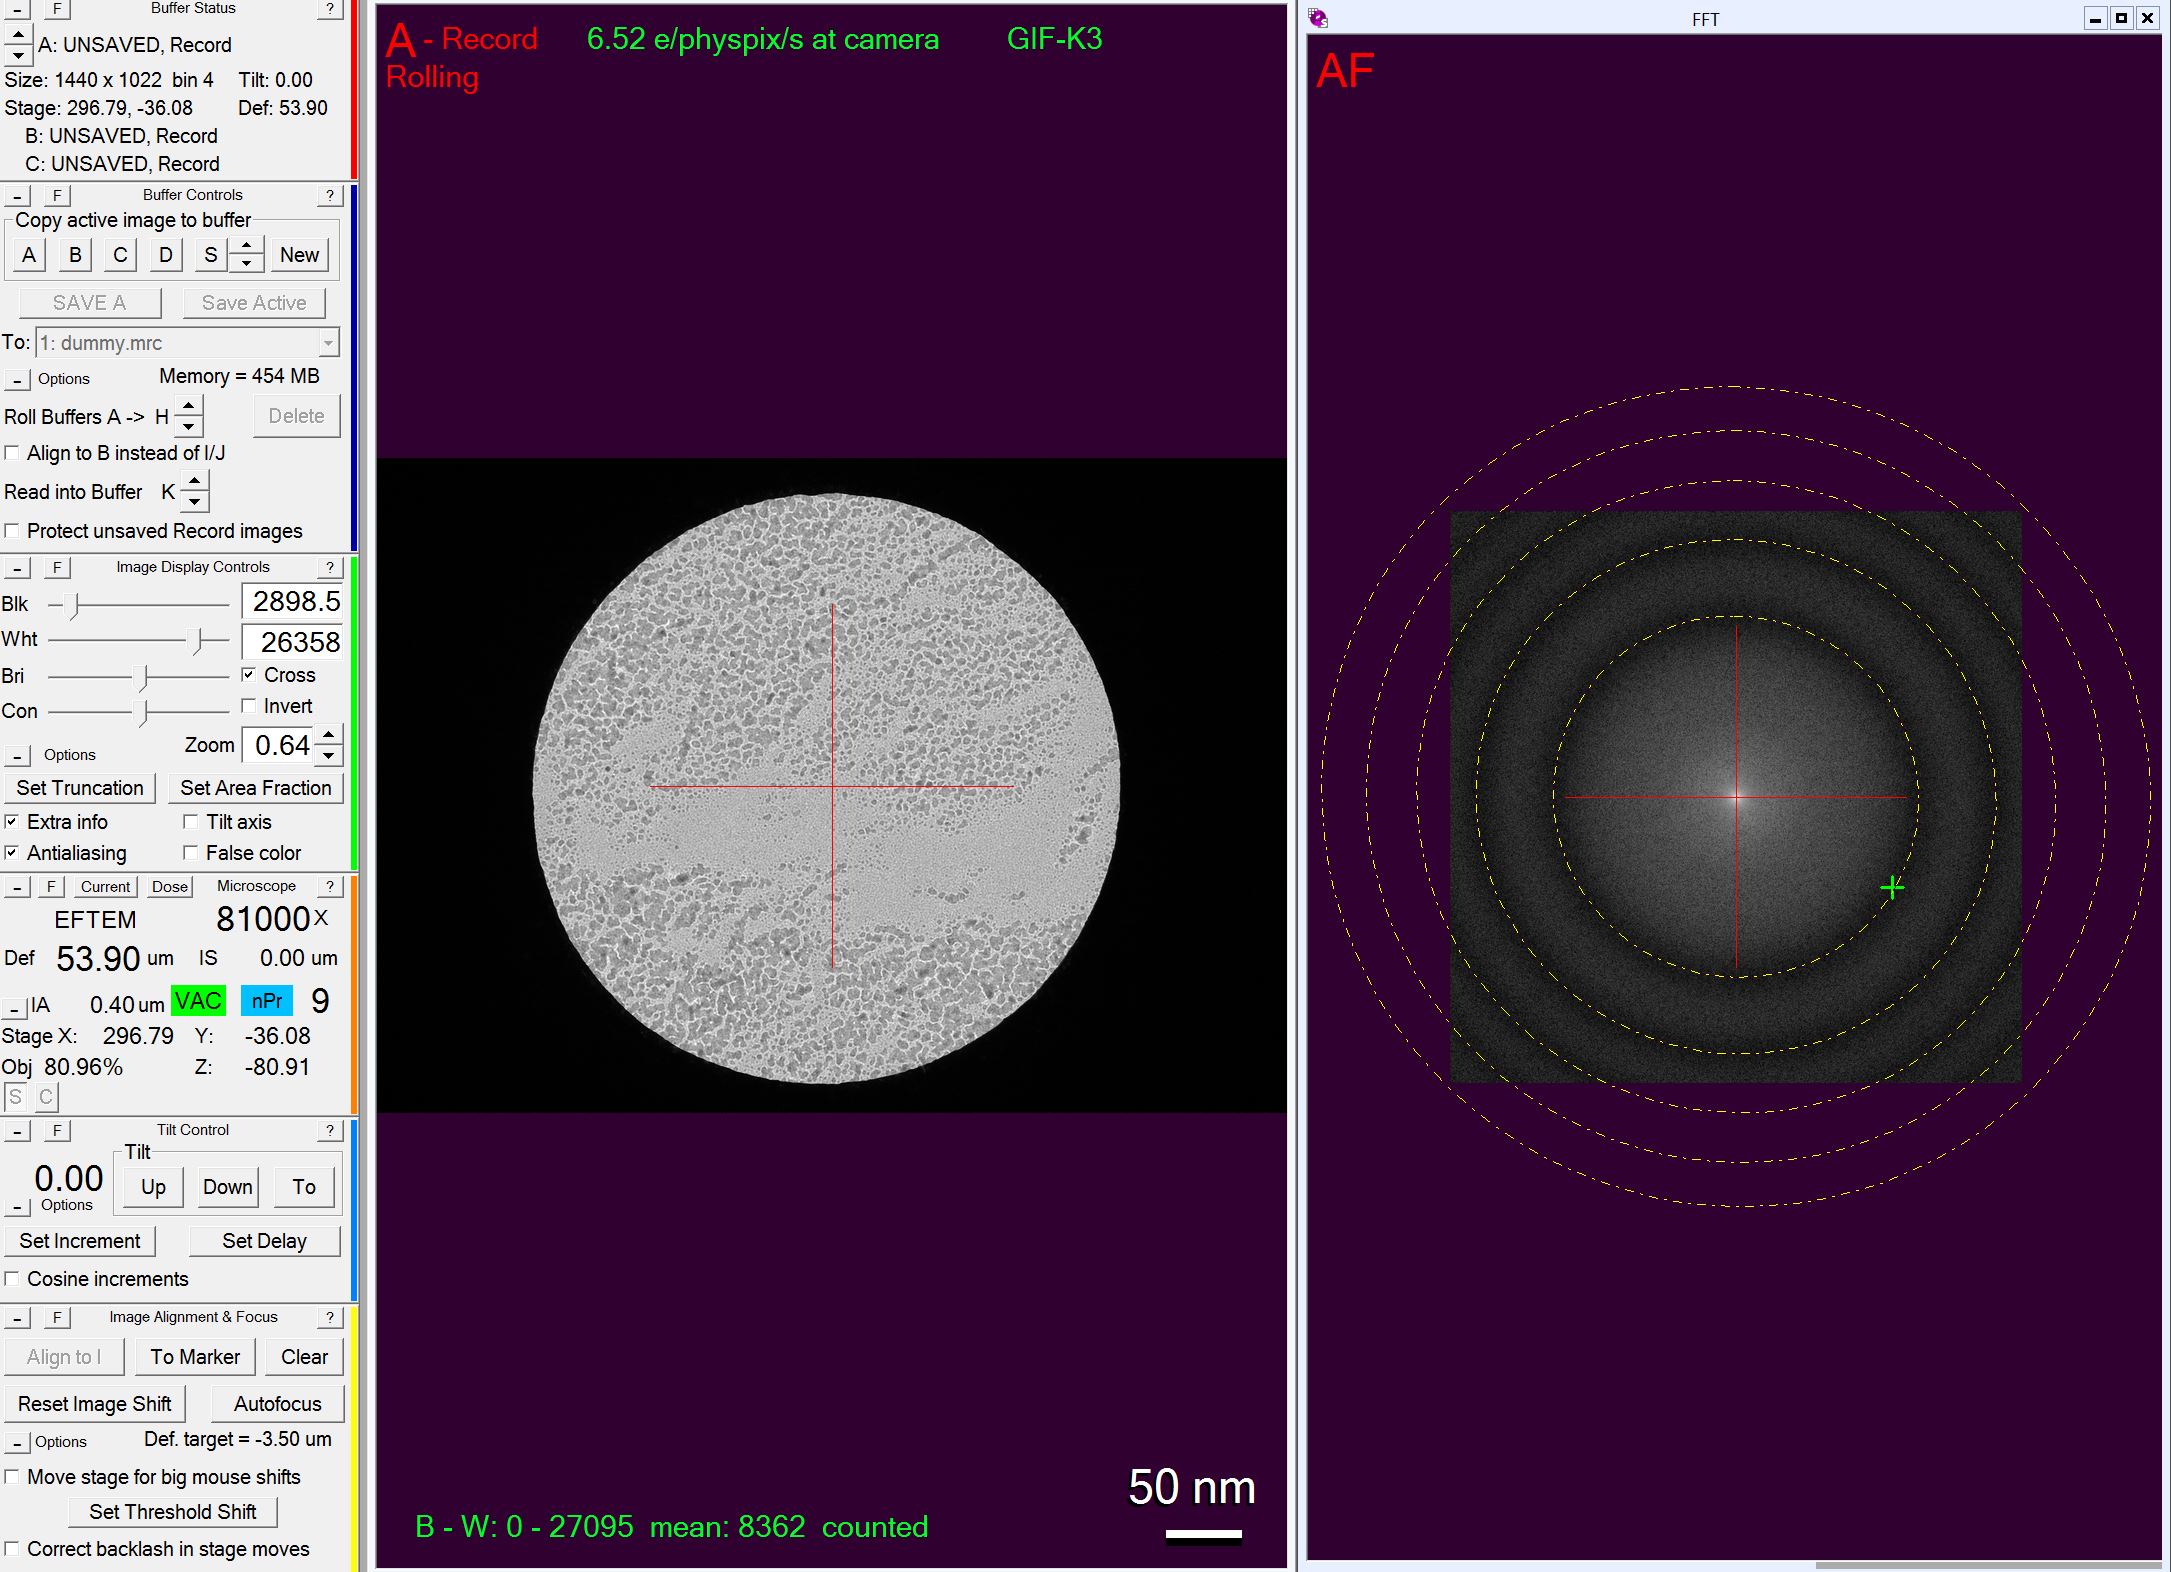 - F Buffer Status ?
A: UNSAVED, Record
Size: 1440 x 1022 bin 4 Tilt: 0.00
Stage: 296.79, -36.08 Def: 53.90
B: UNSAVED, Record
C: UNSAVED, Record
- F Buffer Controls ?
Copy active image to buffer
A B C D S New
SAVE A Save Active
To: 1: dummy.mrc
- Options Memory = 454 MB
Roll Buffers A -> H Delete
Align to B instead of I/J
Read into Buffer K
Protect unsaved Record images
- F Image Display Controls ?
Blk 2898.5
Wht 26358
Bri Cross
Con Invert
- Options Zoom 0.64
Set Truncation Set Area Fraction
Extra info Tilt axis
Antialiasing False color
- F Current Dose Microscope ?
EFTEM 81000 X
Def 53.90 um IS 0.00 um
- IA 0.40 um VAC nPr 9
Stage X: 296.79 Y: -36.08
Obj 80.96% Z: -80.91
S C
- F Tilt Control ?
Tilt
0.00 Up Down To
- Options
Set Increment Set Delay
Cosine increments
- F Image Alignment & Focus ?
Align to I To Marker Clear
Reset Image Shift Autofocus
- Options Def. target = -3.50 um
Move stage for big mouse shifts
Set Threshold Shift
Correct backlash in stage moves
A - Record 6.52 e/physpix/s at camera GIF-K3
Rolling
50 nm
B - W: 0 - 27095 mean: 8362 counted
FFT
AF